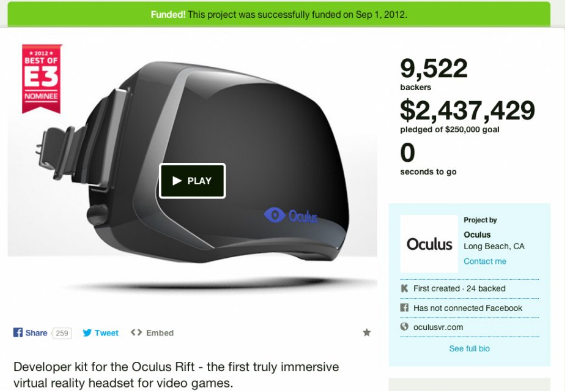 Funded! This project was successfully funded on Sep 1, 2012.
★ 2012 ★
BEST OF
E3
NOMINEE
PLAY
Oculus
9,522
backers
$2,437,429
pledged of $250,000 goal
0
seconds to go
Oculus
Project by
Oculus
Long Beach, CA
Contact me
First created · 24 backed
Has not connected Facebook
oculusvr.com
See full bio
Share 259 Tweet Embed
Developer kit for the Oculus Rift - the first truly immersive
virtual reality headset for video games.